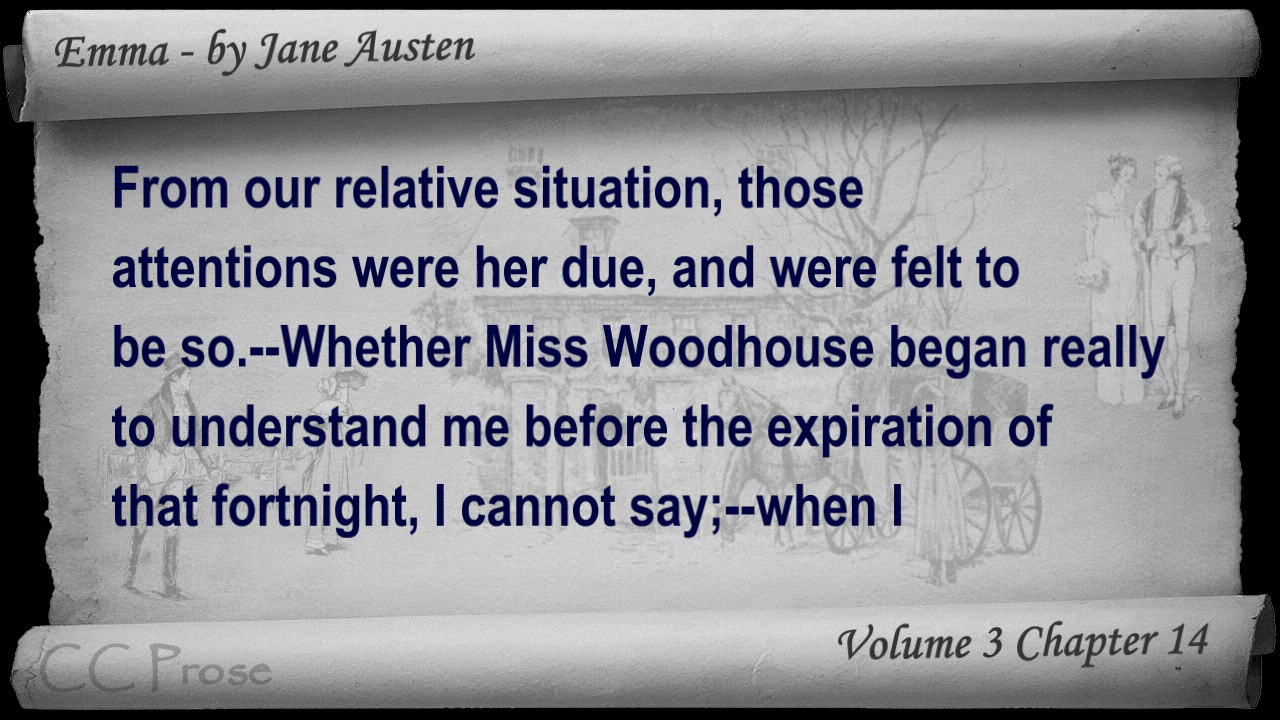 Emma - by Jane Austen
From our relative situation, those
attentions were her due, and were felt to
be so.--Whether Miss Woodhouse began really
to understand me before the expiration of
that fortnight, I cannot say;--when I
Volume 3 Chapter 14
CC Prose